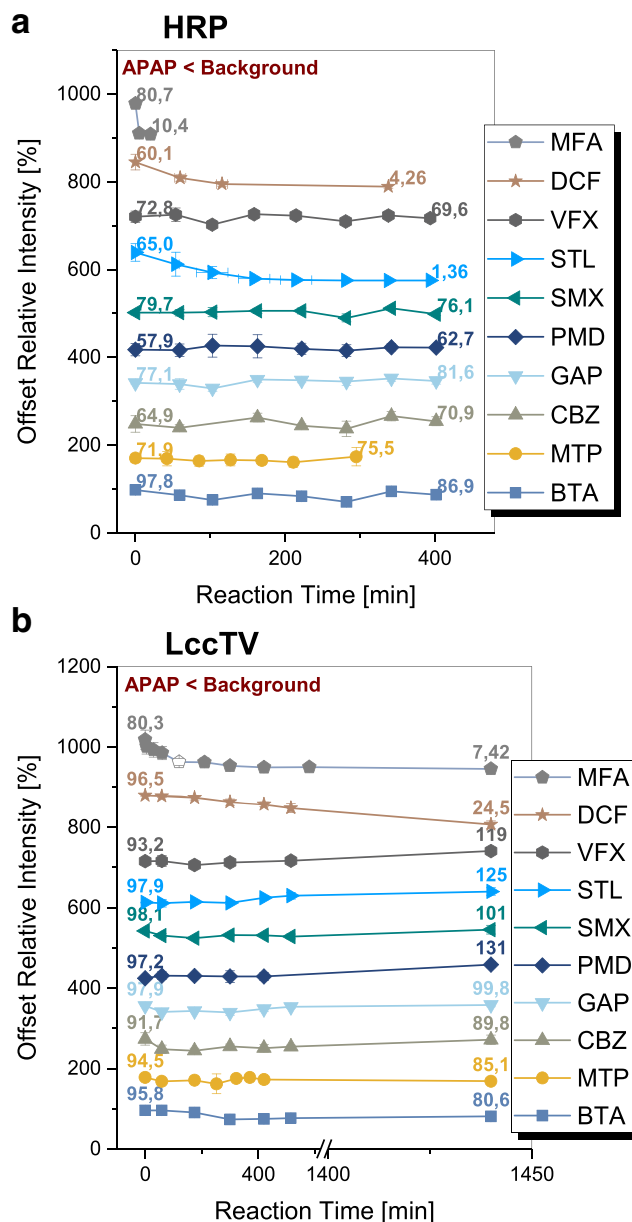 a
HRP
APAP < Background
1000
800
600
400
200
0
Offset Relative Intensity [%]
80,7
10,4
60,1
4,26
72,8
69,6
65,0
1,36
79,7
76,1
57,9
62,7
77,1
81,6
64,9
70,9
71,9
75,5
97,8
86,9
MFA
DCF
VFX
STL
SMX
PMD
GAP
CBZ
MTP
BTA
0
200
400
Reaction Time [min]
b
LccTV
APAP < Background
1200
1000
800
600
400
200
0
Offset Relative Intensity [%]
80,3
7,42
96,5
24,5
93,2
119
97,9
125
98,1
101
97,2
131
97,9
99,8
91,7
89,8
94,5
85,1
95,8
80,6
MFA
DCF
VFX
STL
SMX
PMD
GAP
CBZ
MTP
BTA
0
400
1400
1450
Reaction Time [min]